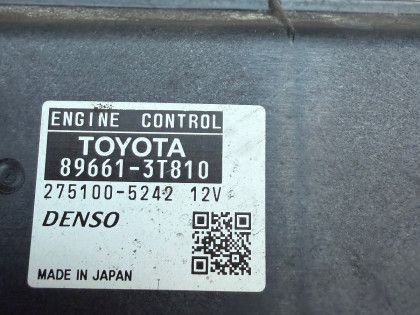 ENGINE CONTROL
TOYOTA
89661-3T810
275100-5242 12V
DENSO
MADE IN JAPAN